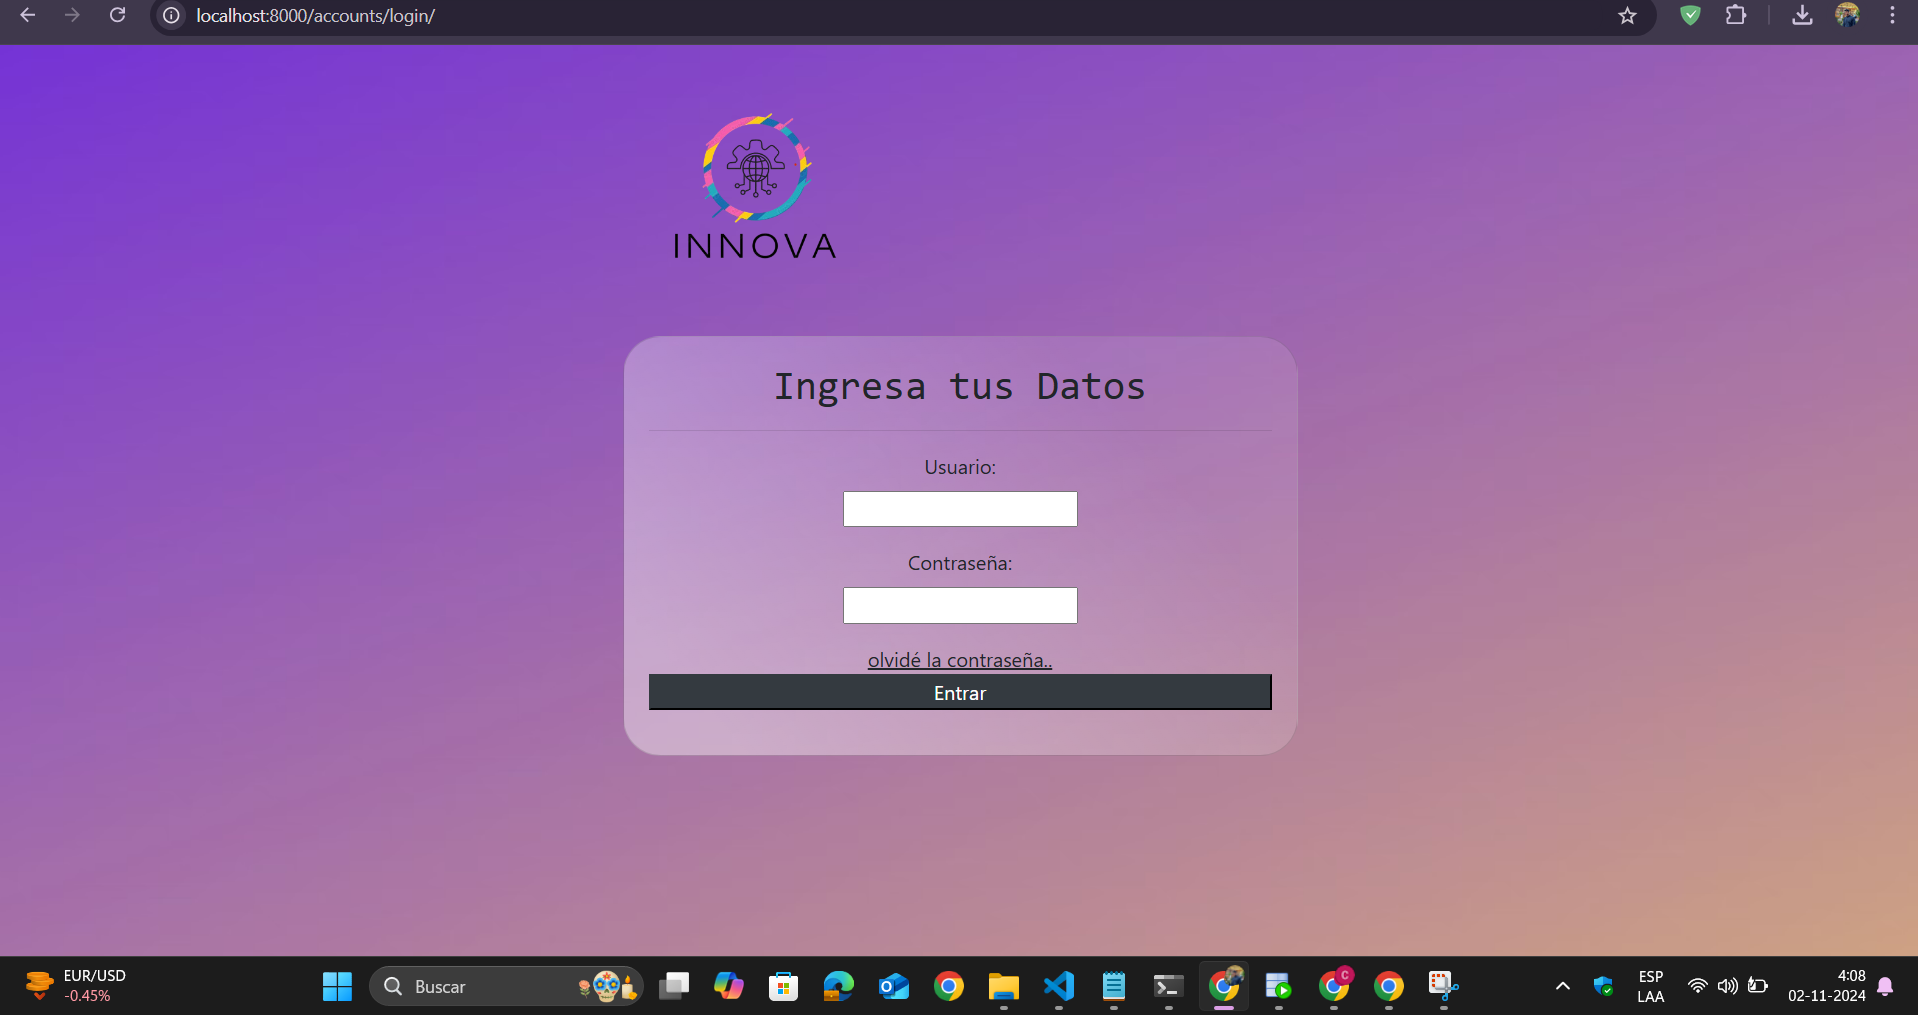 localhost:8000/accounts/login/
INNOVA
Ingresa tus Datos
Usuario:
Contraseña:
olvidé la contraseña..
Entrar
EUR/USD
-0.45%
Buscar
C
ESP
LAA
4:08
02-11-2024